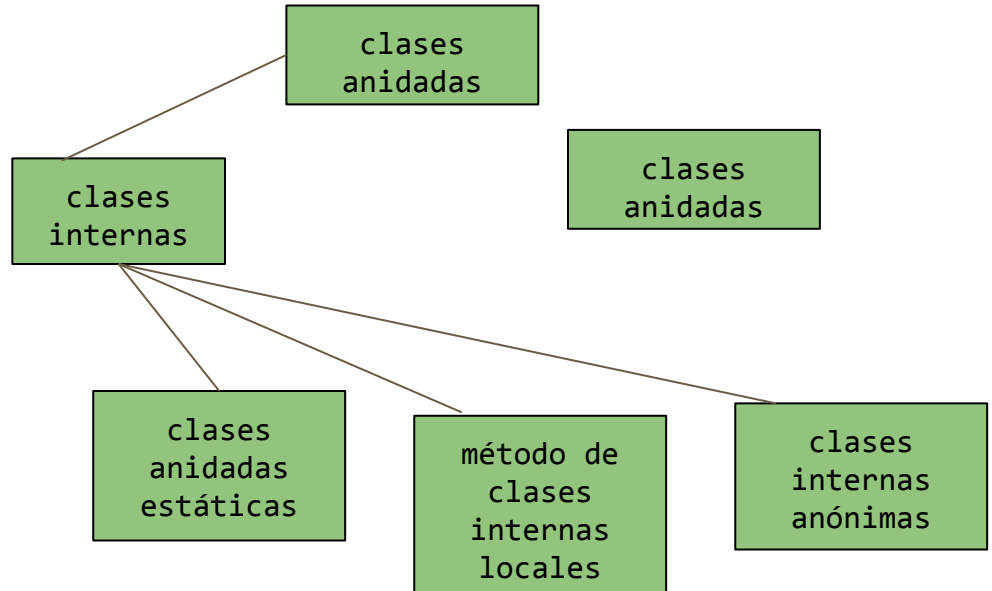 clases
anidadas
clases
anidadas
clases
internas
clases
anidadas
estáticas
método de
clases
internas
locales
clases
internas
anónimas